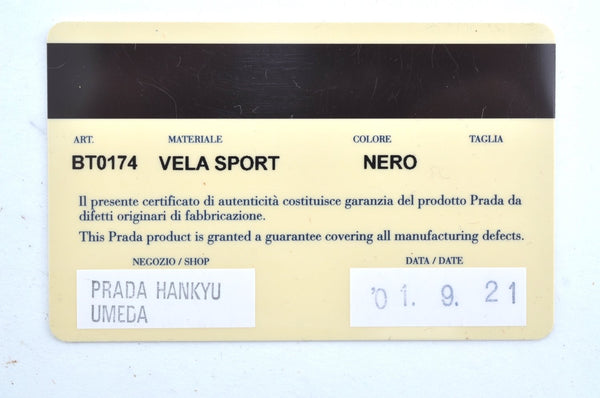 ART. MATERIALE COLORE TAGLIA
BT0174 VELA SPORT NERO
Il presente certificato di autenticità costituisce garanzia del prodotto Prada da
difetti originari di fabbricazione.
This Prada product is granted a guarantee covering all manufacturing defects.
NEGOZIO / SHOP DATA / DATE
PRADA HANKYU
UMEDA
'01. 9. 21